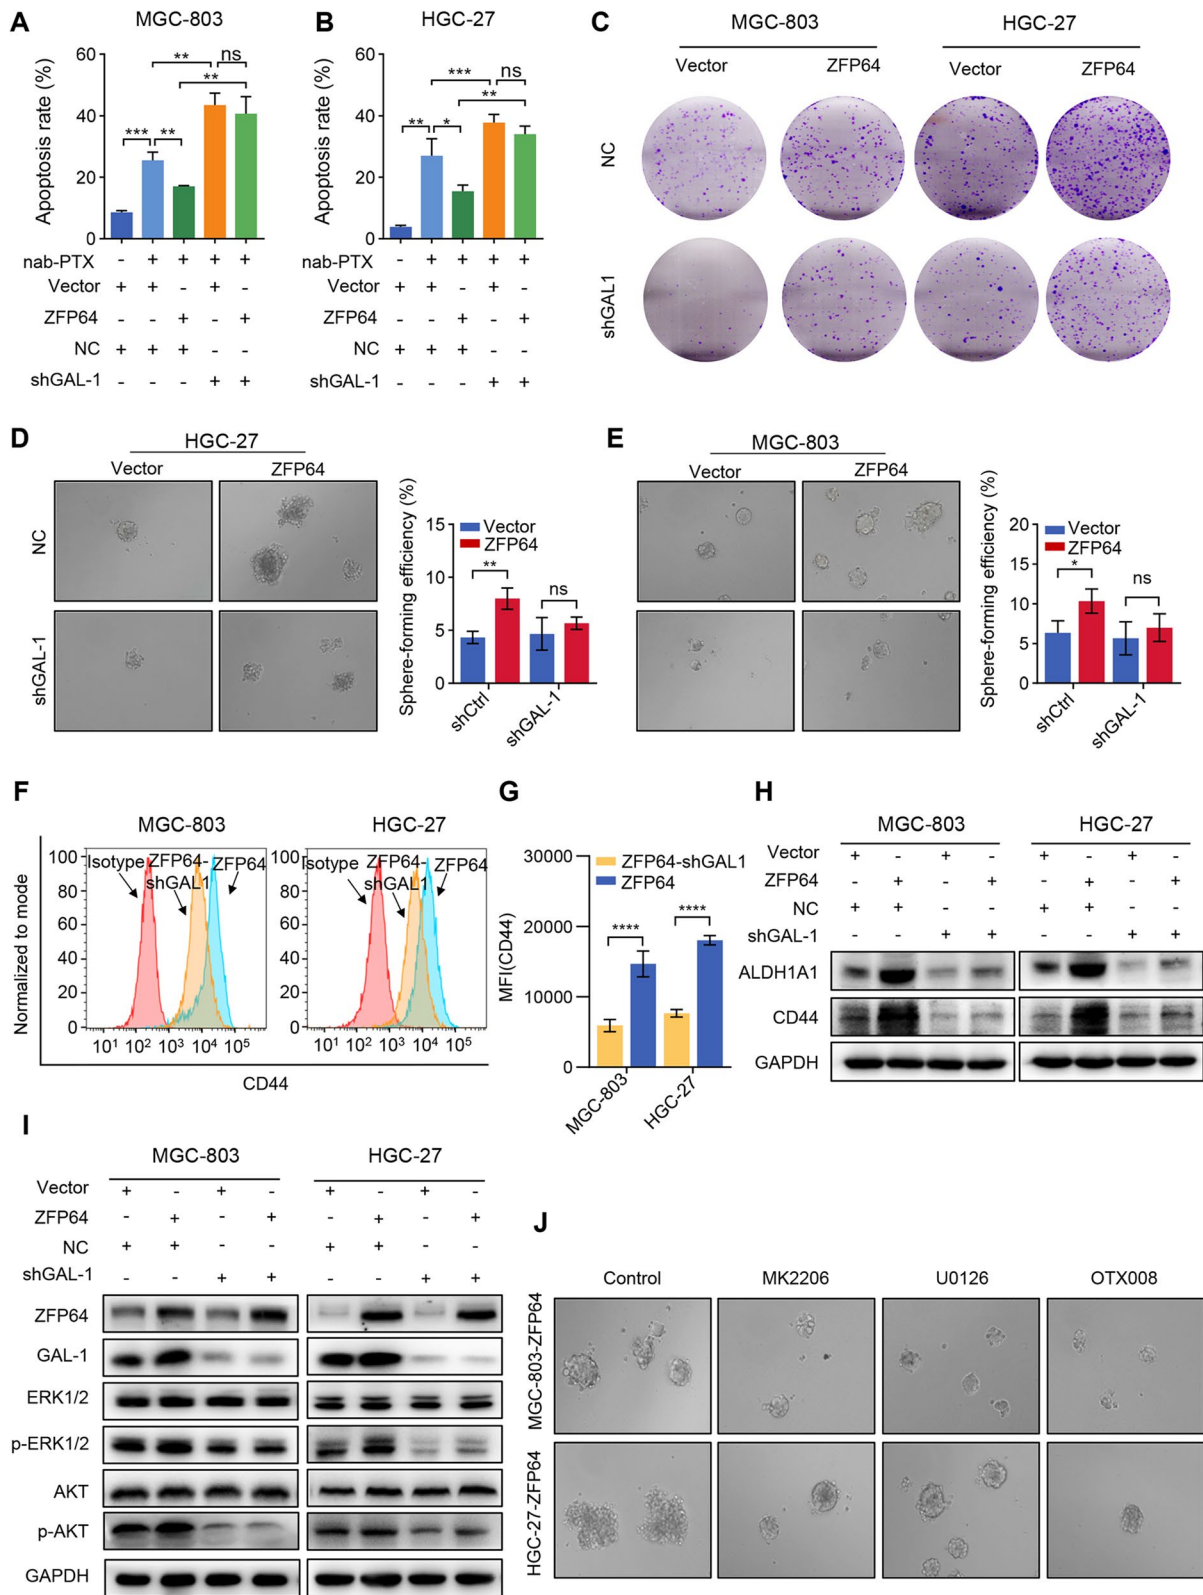 A
MGC-803
Apoptosis rate (%)
60
40
20
0
*** ** ** ** ns
nab-PTX - + + + +
Vector + + - + -
ZFP64 - - + - +
NC + + + - -
shGAL-1 - - - + +
B
HGC-27
Apoptosis rate (%)
60
40
20
0
** * *** ** ns
nab-PTX - + + + +
Vector + + - + -
ZFP64 - - + - +
NC + + + - -
shGAL-1 - - - + +
C
MGC-803 HGC-27
Vector ZFP64 Vector ZFP64
NC
shGAL1
D
HGC-27
Vector ZFP64
NC
shGAL-1
Sphere-forming efficiency (%)
15
10
5
0
Vector
ZFP64
** ns
shCtrl shGAL-1
E
MGC-803
Vector ZFP64
Sphere-forming efficiency (%)
20
15
10
5
0
Vector
ZFP64
* ns
shCtrl shGAL-1
F
MGC-803 HGC-27
Normalized to mode
100
80
60
40
20
0
Isotype ZFP64-shGAL1 ZFP64
10¹ 10² 10³ 10⁴ 10⁵
100
80
60
40
20
0
Isotype ZFP64-shGAL1 ZFP64
10¹ 10² 10³ 10⁴ 10⁵
CD44
G
MFI(CD44)
30000
20000
10000
0
ZFP64-shGAL1
ZFP64
**** ****
MGC-803 HGC-27
H
MGC-803 HGC-27
Vector + - + - + - + -
ZFP64 - + - + - + - +
NC + + - - + + - -
shGAL-1 - - + + - - + +
ALDH1A1
CD44
GAPDH
I
MGC-803 HGC-27
Vector + - + - + - + -
ZFP64 - + - + - + - +
NC + + - - + + - -
shGAL-1 - - + + - - + +
ZFP64
GAL-1
ERK1/2
p-ERK1/2
AKT
p-AKT
GAPDH
J
Control MK2206 U0126 OTX008
MGC-803-ZFP64
HGC-27-ZFP64